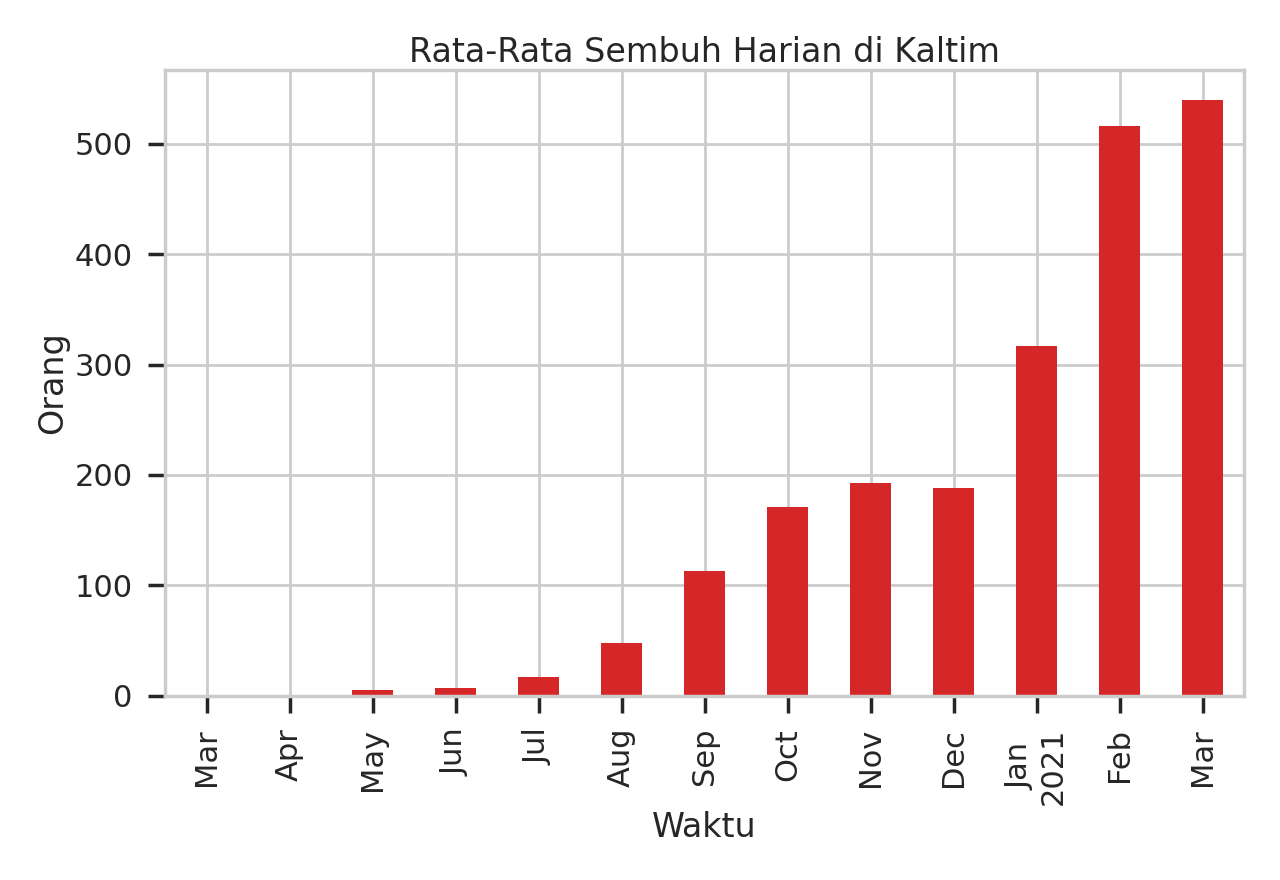 Rata-Rata Sembuh Harian di Kaltim
500
400
300
200
100
0
Orang
Mar
Apr
May
Jun
Jul
Aug
Sep
Oct
Nov
Dec
Jan
2021
Feb
Mar
Waktu